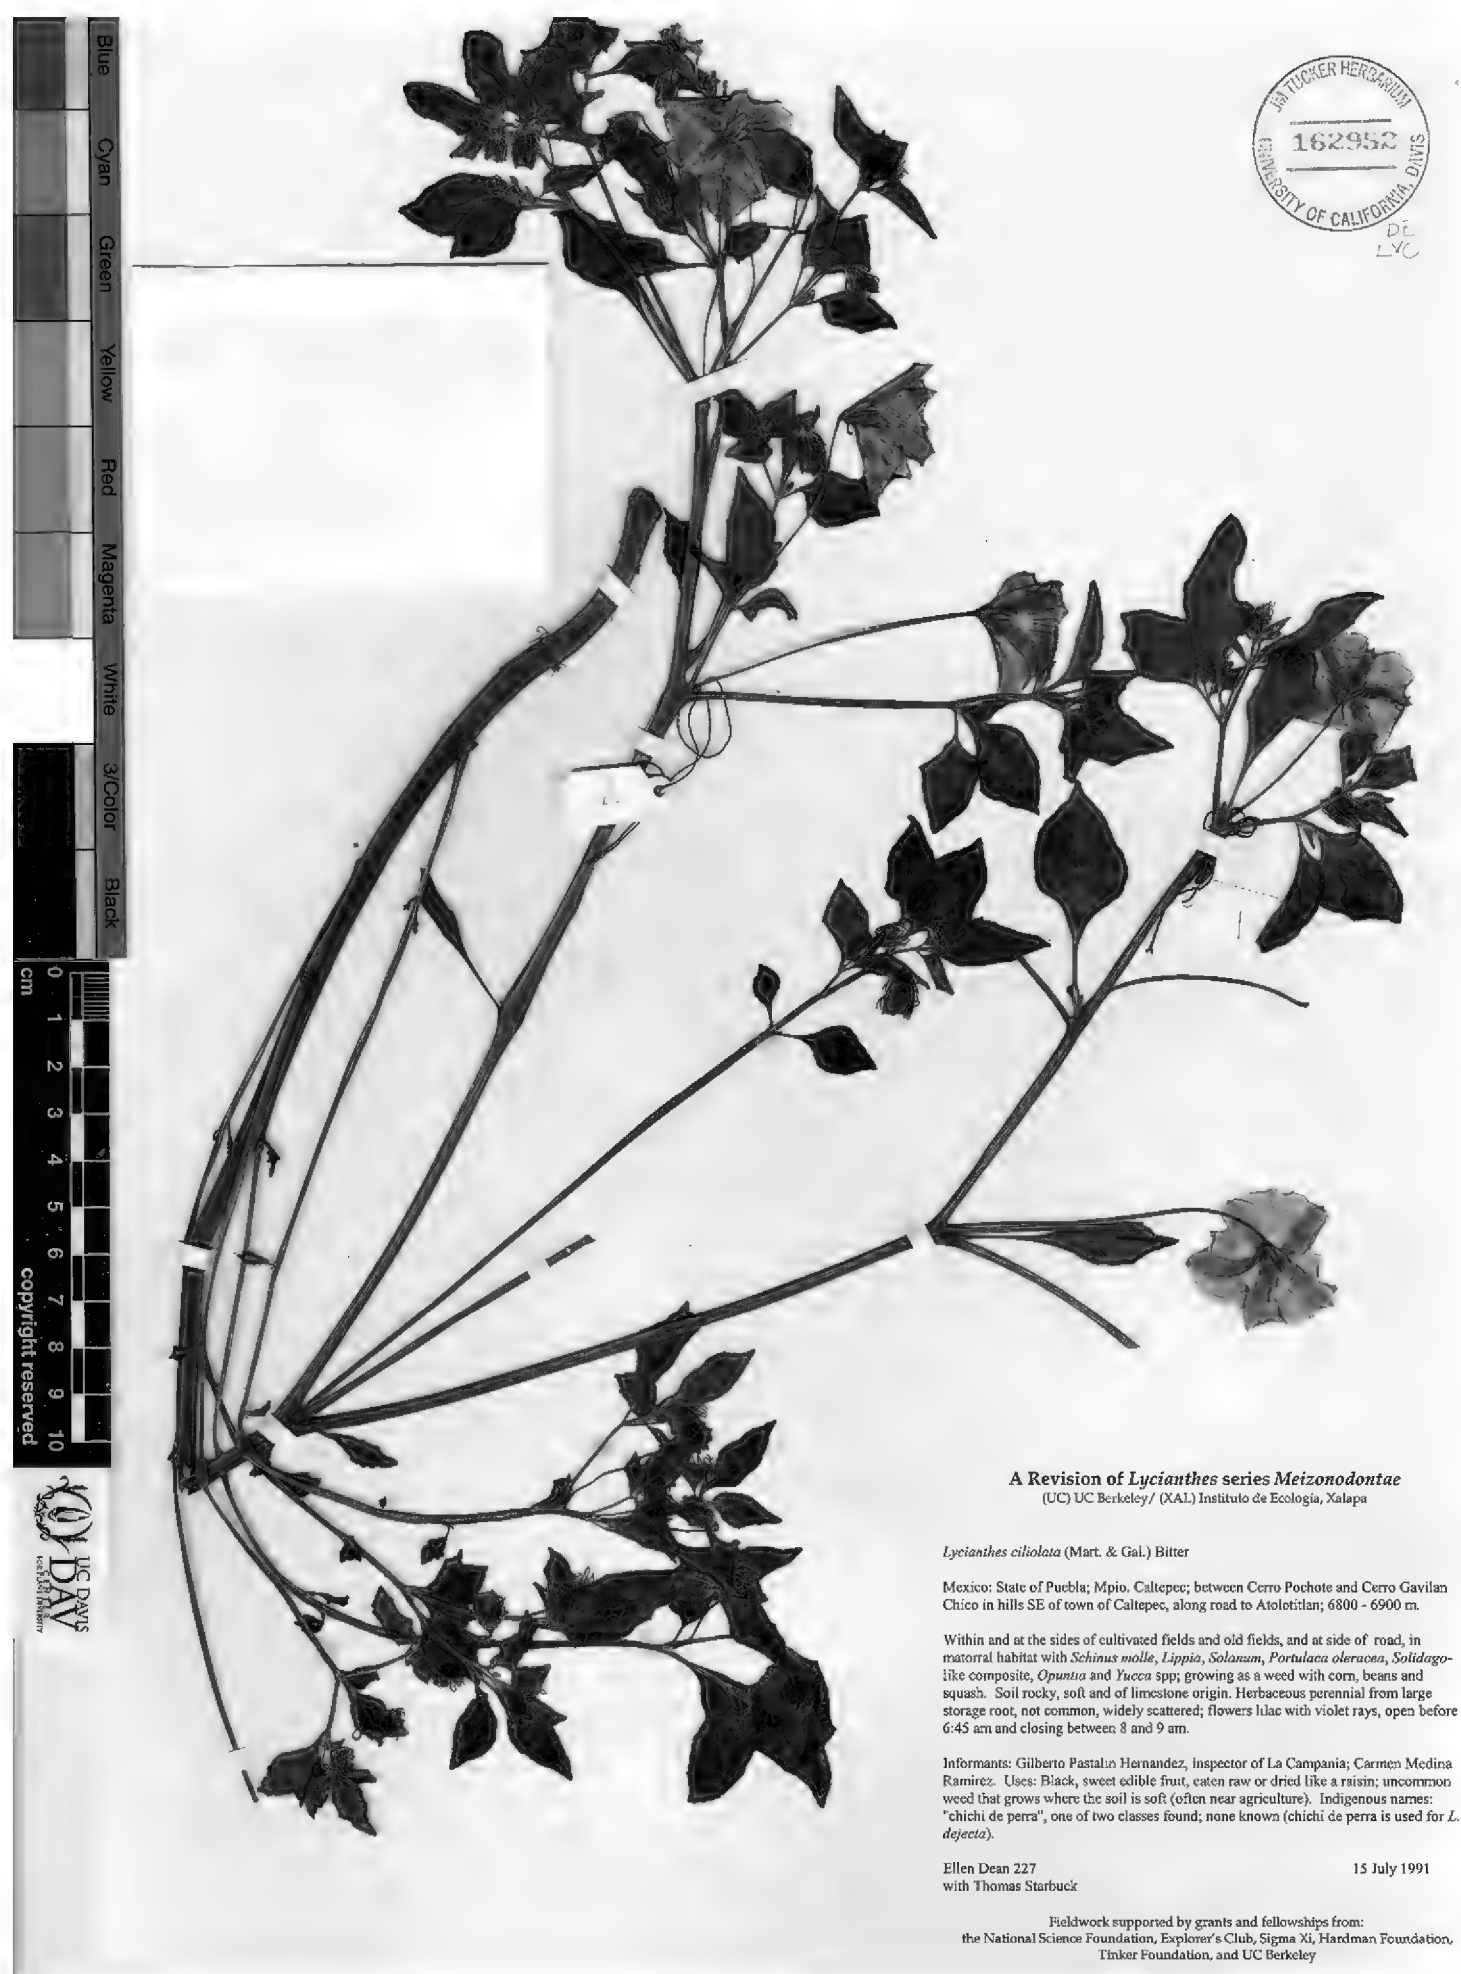 JM TUCKER HERBARIUM
162952
UNIVERSITY OF CALIFORNIA, DAVIS
DE
LYC
Blue
Cyan
Green
Yellow
Red
Magenta
White
3/Color
Black
cm
0 1 2 3 4 5 6 7 8 9 10
copyright reserved
UC DAVIS
CENTER
FOR PLANT DIVERSITY
DAV
A Revision of Lycianthes series Meizonodontae
(UC) UC Berkeley/ (XAL) Instituto de Ecología, Xalapa
Lycianthes ciliolata (Mart. & Gal.) Bitter
Mexico: State of Puebla; Mpio. Caltepec; between Cerro Pochote and Cerro Gavilan
Chico in hills SE of town of Caltepec, along road to Atolotitlan; 6800 - 6900 m.
Within and at the sides of cultivated fields and old fields, and at side of road, in
matorral habitat with Schinus molle, Lippia, Solanum, Portulaca oleracea, Solidago-
like composite, Opuntia and Yucca spp; growing as a weed with corn, beans and
squash. Soil rocky, soft and of limestone origin. Herbaceous perennial from large
storage root, not common, widely scattered; flowers lilac with violet rays, open before
6:45 am and closing between 8 and 9 am.
Informants: Gilberto Pastalin Hernandez, inspector of La Campania; Carmen Medina
Ramirez. Uses: Black, sweet edible fruit, eaten raw or dried like a raisin; uncommon
weed that grows where the soil is soft (often near agriculture). Indigenous names:
"chichi de perra", one of two classes found; none known (chichi de perra is used for L.
dejecta).
Ellen Dean 227 15 July 1991
with Thomas Starbuck
Fieldwork supported by grants and fellowships from:
the National Science Foundation, Explorer's Club, Sigma Xi, Hardman Foundation,
Tinker Foundation, and UC Berkeley